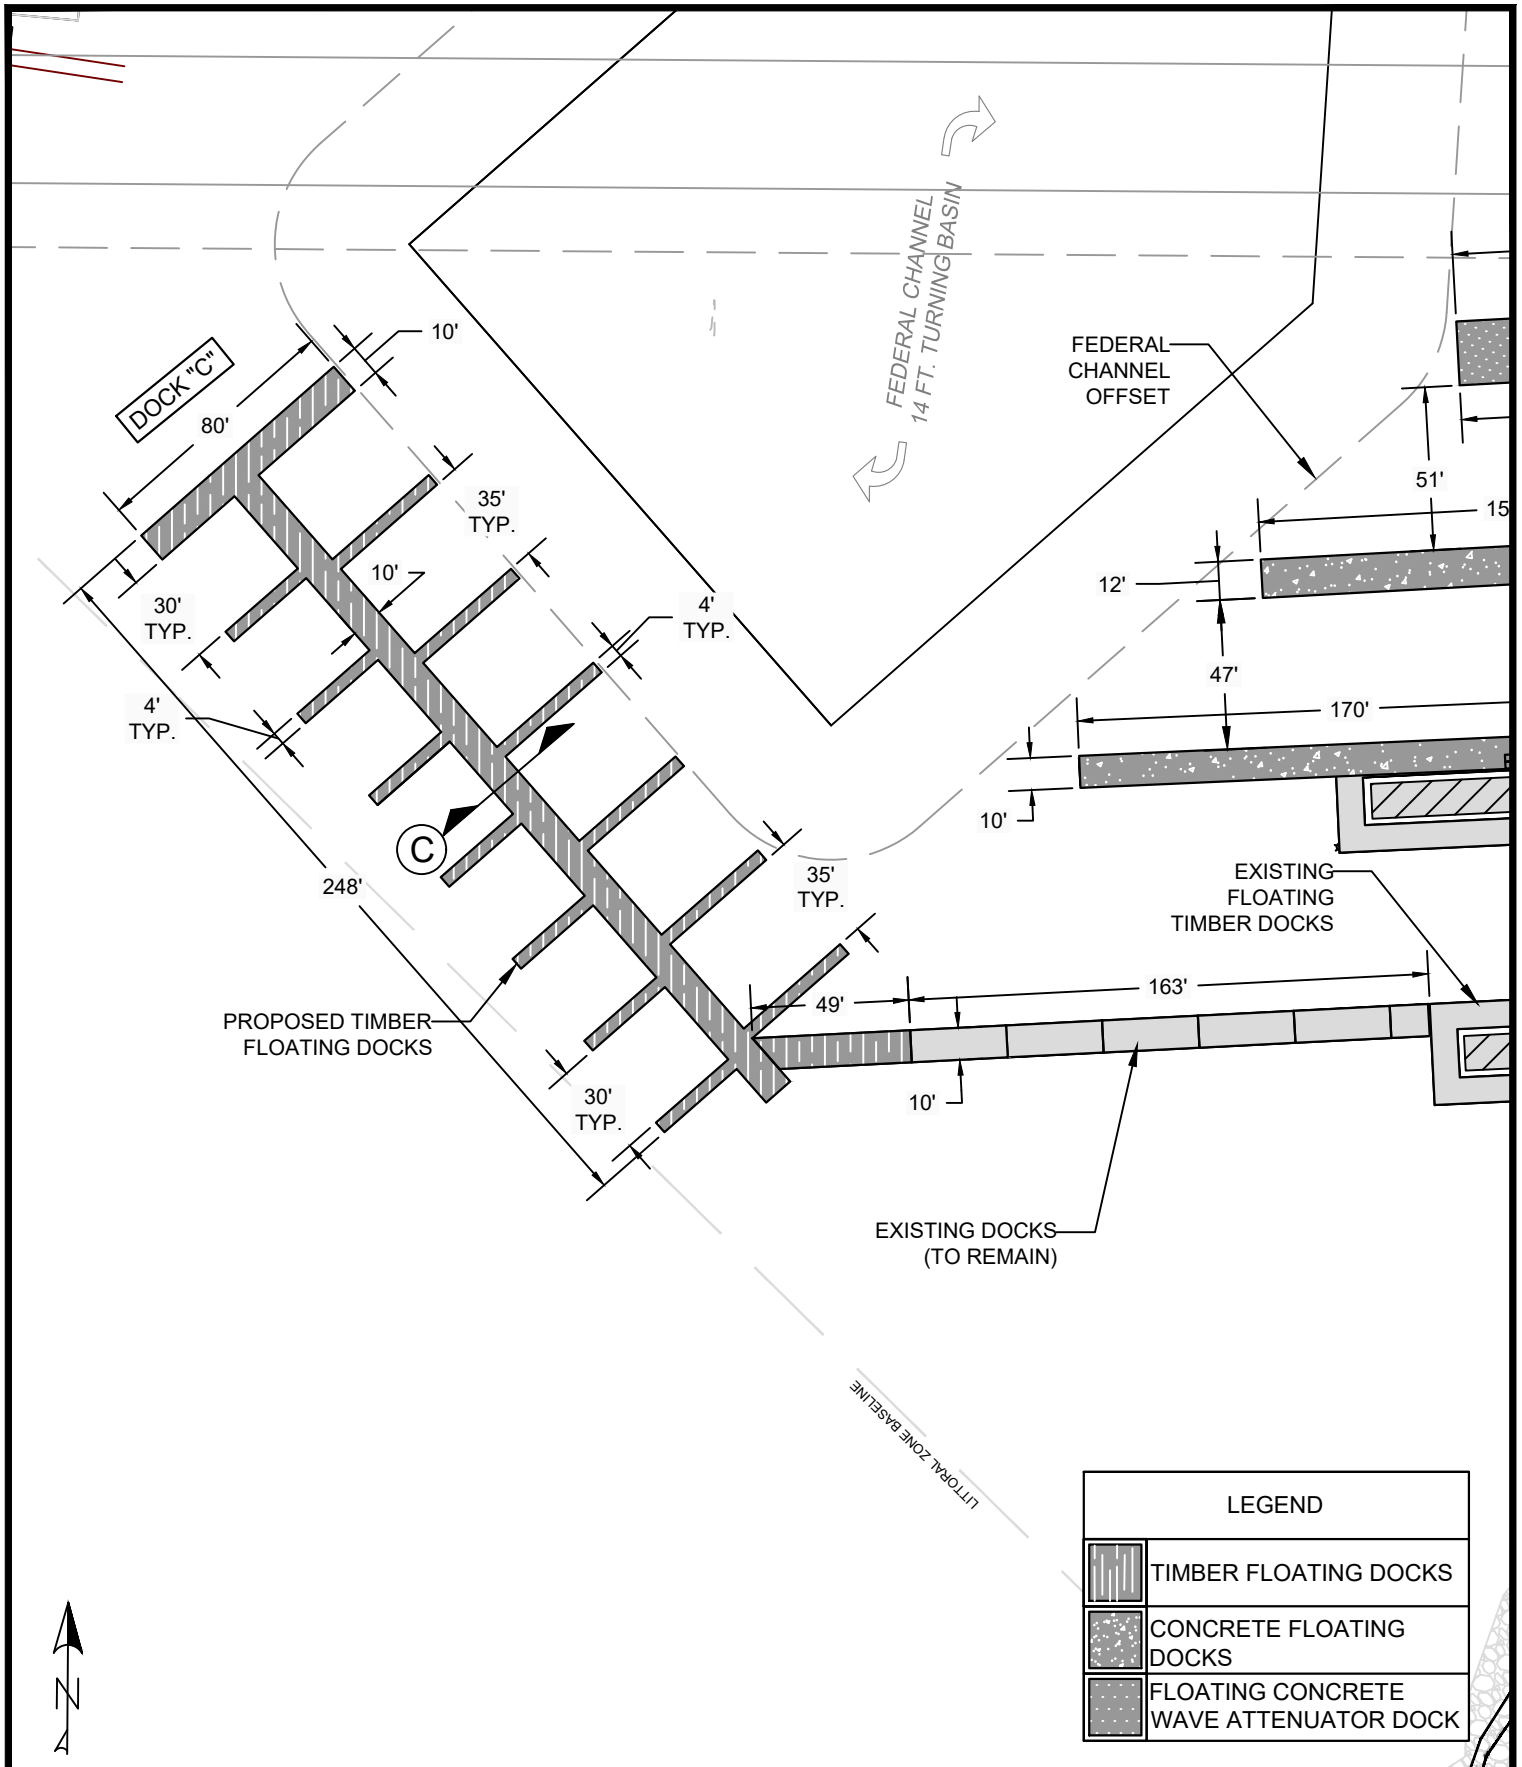 FEDERAL CHANNEL
14 FT. TURNING BASIN
10'
DOCK "C"
80'
FEDERAL
CHANNEL
OFFSET
35'
TYP.
51'
15
10'
12'
30'
TYP.
4'
TYP.
47'
4'
TYP.
170'
10'
C
248'
35'
TYP.
EXISTING
FLOATING
TIMBER DOCKS
49'
163'
PROPOSED TIMBER
FLOATING DOCKS
30'
TYP.
10'
EXISTING DOCKS
(TO REMAIN)
LITTORAL ZONE BASELINE
LEGEND
TIMBER FLOATING DOCKS
CONCRETE FLOATING
DOCKS
FLOATING CONCRETE
WAVE ATTENUATOR DOCK
N